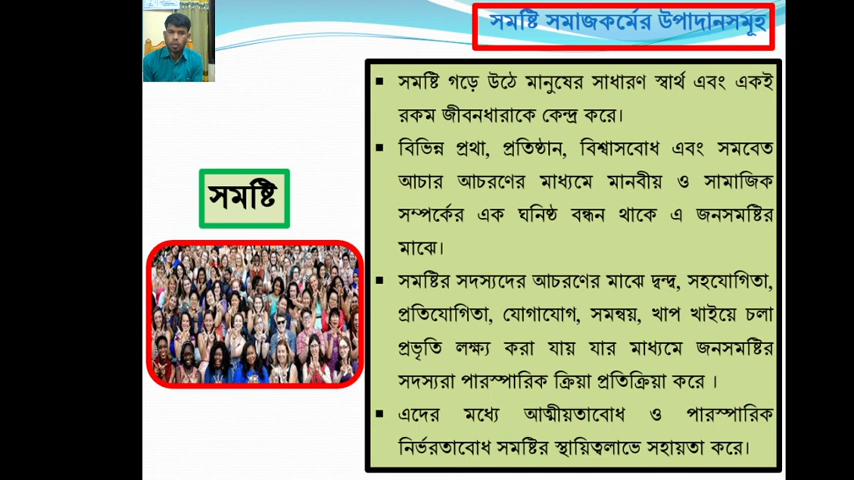 সমষ্টি সমাজকর্মের উপাদানসমূহ
সমষ্টি
▪ সমষ্টি গড়ে উঠে মানুষের সাধারণ স্বার্থ এবং একই
রকম জীবনধারাকে কেন্দ্র করে।
▪ বিভিন্ন প্রথা, প্রতিষ্ঠান, বিশ্বাসবোধ এবং সমবেত
আচার আচরণের মাধ্যমে মানবীয় ও সামাজিক
সম্পর্কের এক ঘনিষ্ঠ বন্ধন থাকে এ জনসমষ্টির
মাঝে।
▪ সমষ্টির সদস্যদের আচরণের মাঝে দ্বন্দ্ব, সহযোগিতা,
প্রতিযোগিতা, যোগাযোগ, সমন্বয়, খাপ খাইয়ে চলা
প্রভৃতি লক্ষ্য করা যায় যার মাধ্যমে জনসমষ্টির
সদস্যরা পারস্পারিক ক্রিয়া প্রতিক্রিয়া করে ।
▪ এদের মধ্যে আত্মীয়তাবোধ ও পারস্পারিক
নির্ভরতাবোধ সমষ্টির স্থায়িত্বলাভে সহায়তা করে।